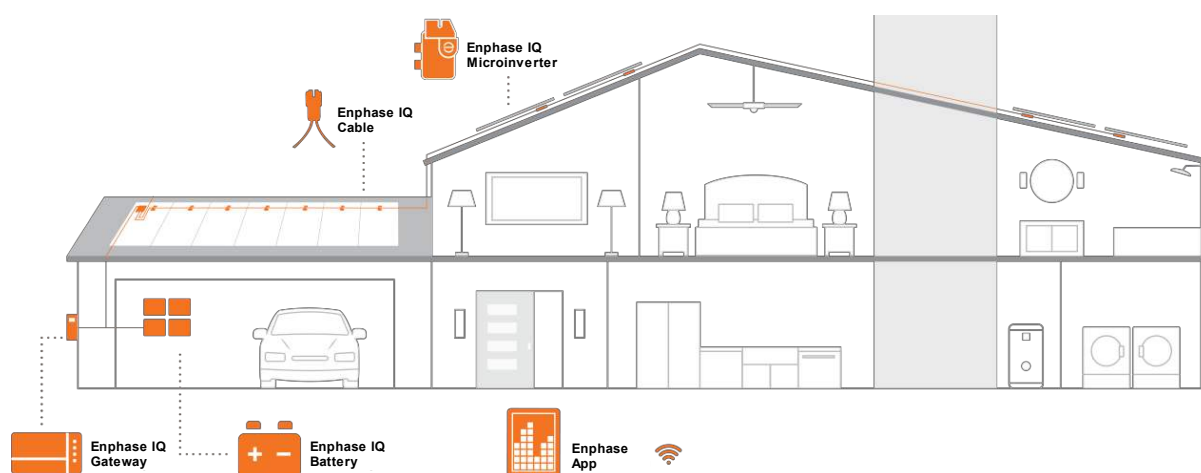 Enphase IQ
Microinverter
Enphase IQ
Cable
Enphase IQ
Gateway
Enphase IQ
Battery
Enphase
App